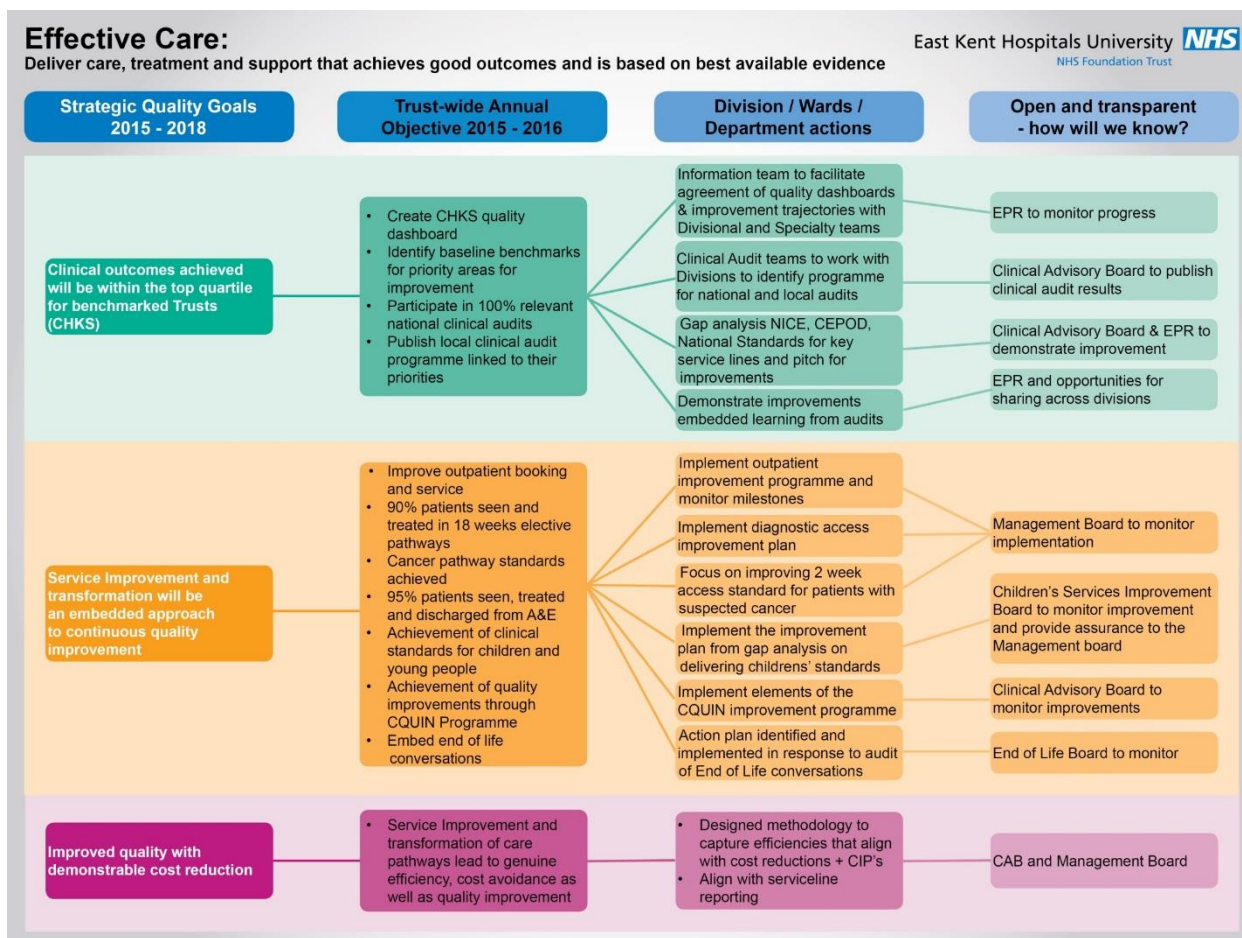 Effective Care:
Deliver care, treatment and support that achieves good outcomes and is based on best available evidence
East Kent Hospitals University NHS
NHS Foundation Trust
Strategic Quality Goals
2015 - 2018
Trust-wide Annual
Objective 2015 - 2016
Division / Wards /
Department actions
Open and transparent
- how will we know?
Clinical outcomes achieved
will be within the top quartile
for benchmarked Trusts
(CHKS)
• Create CHKS quality
dashboard
• Identify baseline benchmarks
for priority areas for
improvement
• Participate in 100% relevant
national clinical audits
• Publish local clinical audit
programme linked to their
priorities
Information team to facilitate
agreement of quality dashboards
& improvement trajectories with
Divisional and Specialty teams
Clinical Audit teams to work with
Divisions to identify programme
for national and local audits
Gap analysis NICE, CEPOD,
National Standards for key
service lines and pitch for
improvements
Demonstrate improvements
embedded learning from audits
EPR to monitor progress
Clinical Advisory Board to publish
clinical audit results
Clinical Advisory Board & EPR to
demonstrate improvement
EPR and opportunities for
sharing across divisions
Service Improvement and
transformation will be
an embedded approach
to continuous quality
improvement
• Improve outpatient booking
and service
• 90% patients seen and
treated in 18 weeks elective
pathways
• Cancer pathway standards
achieved
• 95% patients seen, treated
and discharged from A&E
• Achievement of clinical
standards for children and
young people
• Achievement of quality
improvements through
CQUIN Programme
• Embed end of life
conversations
Implement outpatient
improvement programme and
monitor milestones
Implement diagnostic access
improvement plan
Focus on improving 2 week
access standard for patients with
suspected cancer
Implement the improvement
plan from gap analysis on
delivering childrens’ standards
Implement elements of the
CQUIN improvement programme
Action plan identified and
implemented in response to audit
of End of Life conversations
Management Board to monitor
implementation
Children’s Services Improvement
Board to monitor improvement
and provide assurance to the
Management board
Clinical Advisory Board to
monitor improvements
End of Life Board to monitor
Improved quality with
demonstrable cost reduction
• Service Improvement and
transformation of care
pathways lead to genuine
efficiency, cost avoidance as
well as quality improvement
• Designed methodology to
capture efficiencies that align
with cost reductions + CIP’s
• Align with serviceline
reporting
CAB and Management Board